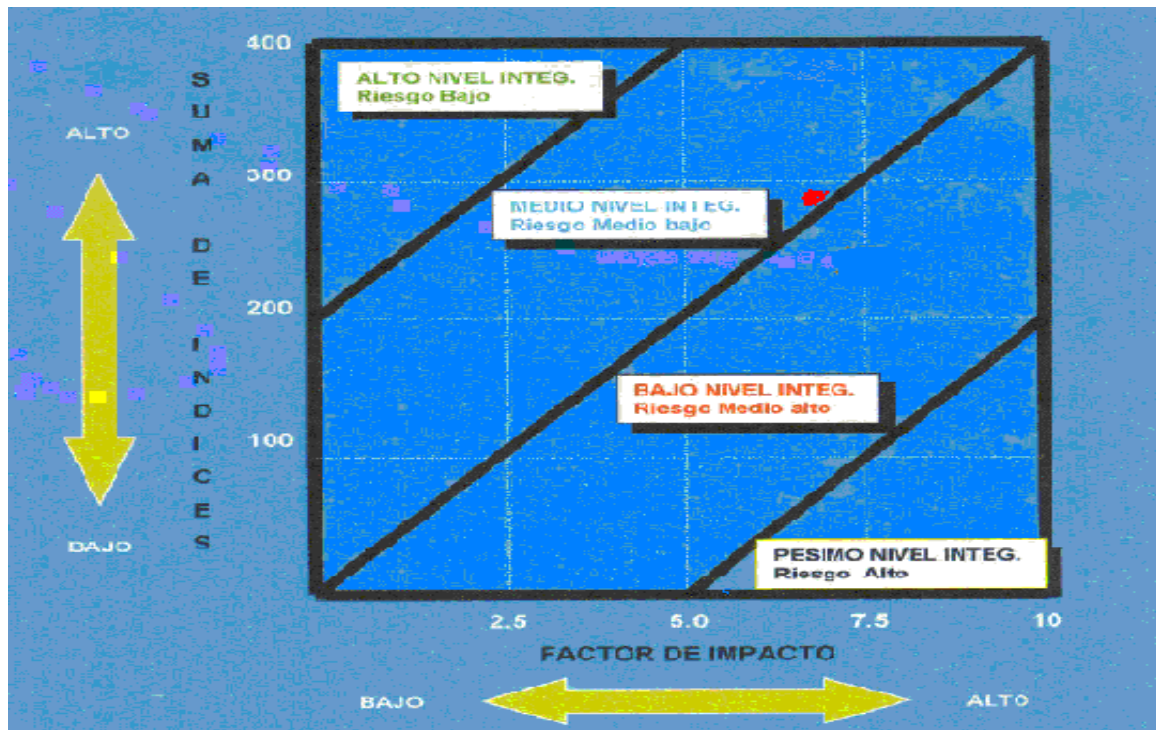 400
ALTO NIVEL INTEG.
Riesgo Bajo
SUMA DE INDICES
ALTO
300
MEDIO NIVEL INTEG.
Riesgo Medio bajo
200
BAJO NIVEL INTEG.
Riesgo Medio alto
100
BAJO
PESIMO NIVEL INTEG.
Riesgo Alto
2.5 5.0 7.5 10
FACTOR DE IMPACTO
BAJO ALTO